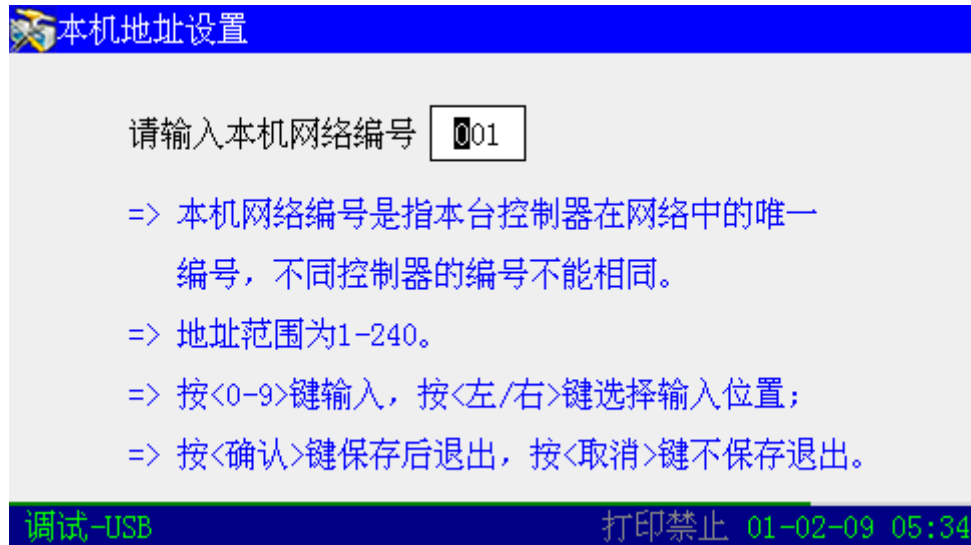 本机地址设置
请输入本机网络编号 001
=> 本机网络编号是指本台控制器在网络中的唯一
编号，不同控制器的编号不能相同。
=> 地址范围为1-240。
=> 按<0-9>键输入，按<左/右>键选择输入位置；
=> 按<确认>键保存后退出，按<取消>键不保存退出。
调试-USB 打印禁止 01-02-09 05:34